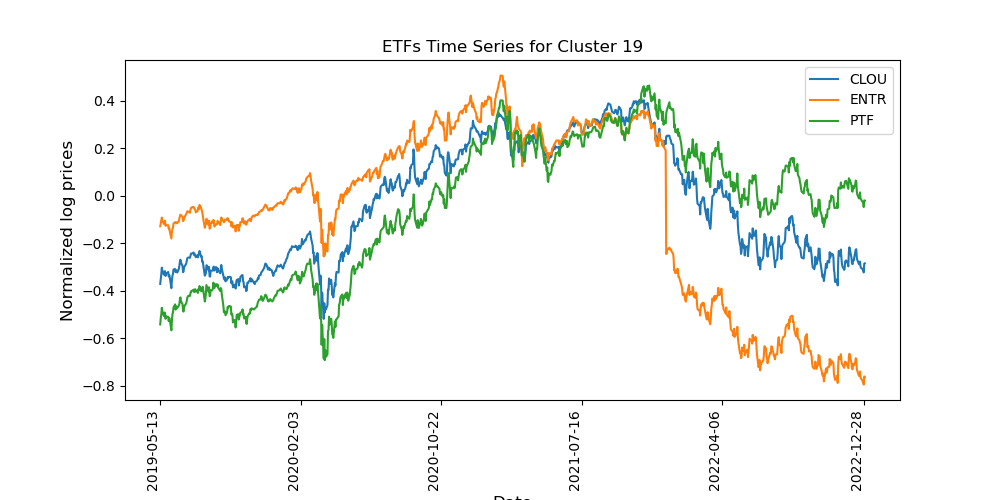 ETFs Time Series for Cluster 19
CLOU
ENTR
PTF
Normalized log prices
0.4
0.2
0.0
−0.2
−0.4
−0.6
−0.8
2019-05-13
2020-02-03
2020-10-22
2021-07-16
2022-04-06
2022-12-28
Date